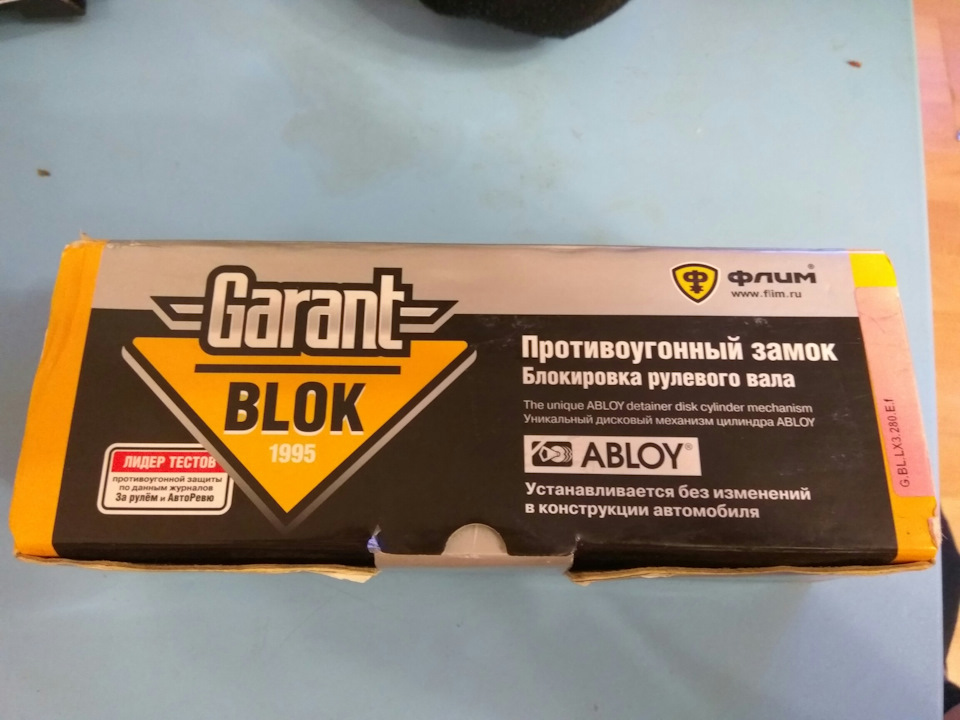 Garant
BLOK
1995
ЛИДЕР ТЕСТОВ
противоугонной защиты
по данным журналов
За рулём и АвтоРевю
ФЛИМ®
www.flim.ru
Противоугонный замок
Блокировка рулевого вала
The unique ABLOY detainer disk cylinder mechanism
Уникальный дисковый механизм цилиндра ABLOY
ABLOY®
Устанавливается без изменений
в конструкции автомобиля
G.BL.LX3.280.E.f